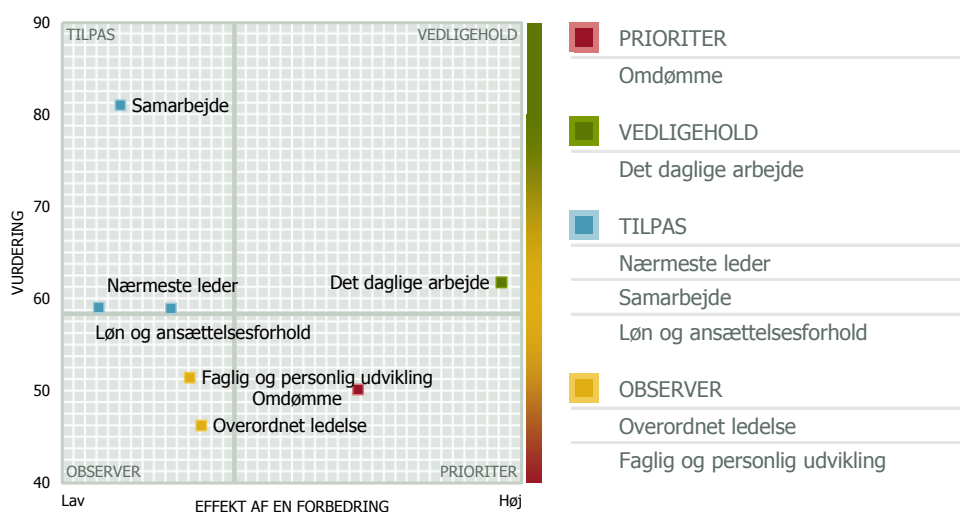 90
TILPAS
VEDLIGEHOLD
80
Samarbejde
70
VURDERING
Nærmeste leder
Det daglige arbejde
60
Løn og ansættelsesforhold
Faglig og personlig udvikling
50
Omdømme
Overordnet ledelse
OBSERVER
PRIORITER
40
Lav
EFFEKT AF EN FORBEDRING
Høj
PRIORITER
Omdømme
VEDLIGEHOLD
Det daglige arbejde
TILPAS
Nærmeste leder
Samarbejde
Løn og ansættelsesforhold
OBSERVER
Overordnet ledelse
Faglig og personlig udvikling